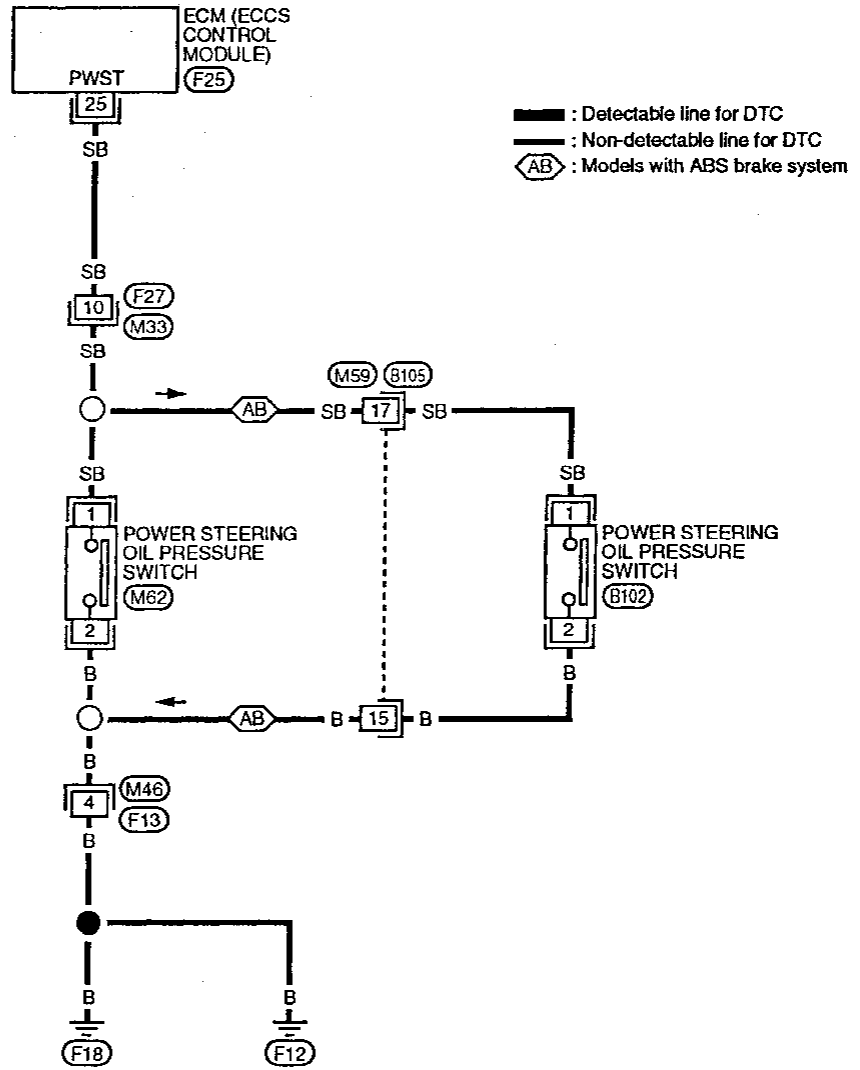 ECM (ECCS
CONTROL
MODULE)
F25
PWST
25
SB
: Detectable line for DTC
: Non-detectable line for DTC
AB : Models with ABS brake system
SB
10
F27
M33
SB
M59 B105
AB SB 17 SB
SB
1
POWER STEERING
OIL PRESSURE
SWITCH
M62
2
B
SB
1
POWER STEERING
OIL PRESSURE
SWITCH
B102
2
B
AB B 15 B
B
4
M46
F13
B
B
B
F18
F12